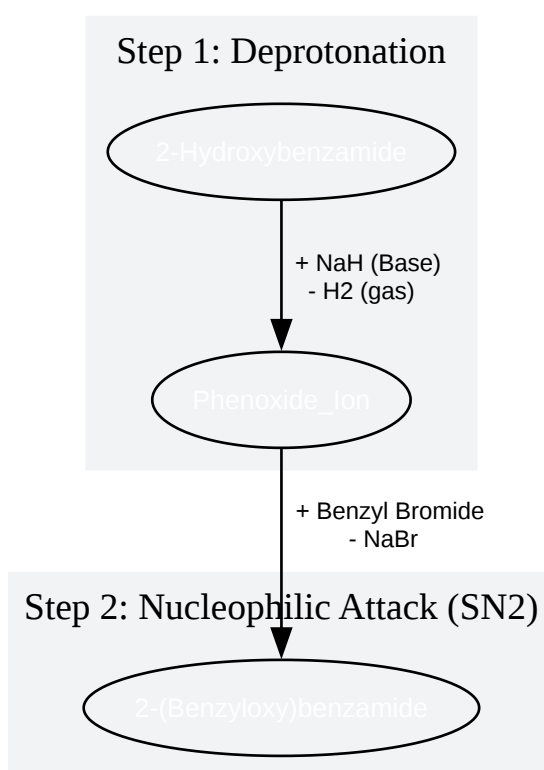 Step 1: Deprotonation
2-Hydroxybenzamide
+ NaH (Base)
- H2 (gas)
Phenoxide_Ion
+ Benzyl Bromide
- NaBr
Step 2: Nucleophilic Attack (SN2)
2-(Benzyloxy)benzamide